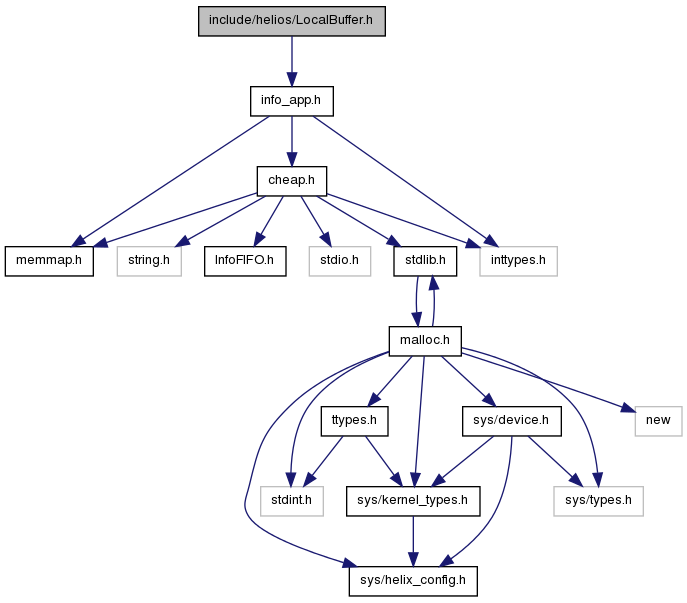 include/helios/LocalBuffer.h
info_app.h
cheap.h
memmap.h
string.h
InfoFIFO.h
stdio.h
stdlib.h
inttypes.h
malloc.h
ttypes.h
sys/device.h
new
stdint.h
sys/kernel_types.h
sys/types.h
sys/helix_config.h